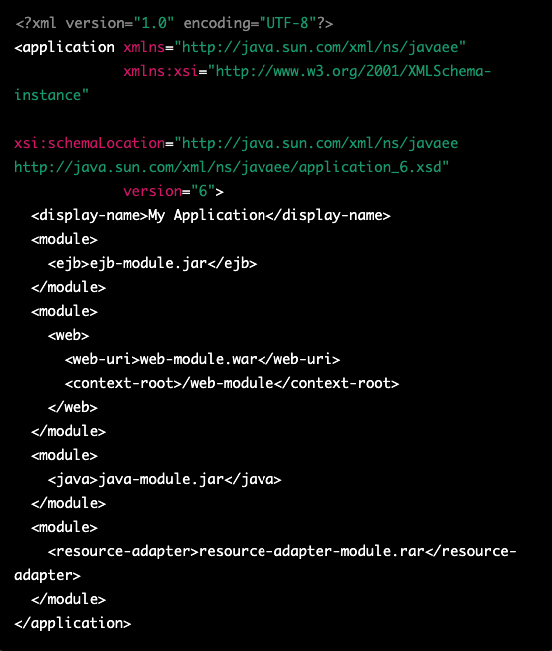 <?xml version="1.0" encoding="UTF-8"?>
<application xmlns="http://java.sun.com/xml/ns/javaee"
xmlns:xsi="http://www.w3.org/2001/XMLSchema-
instance"
xsi:schemaLocation="http://java.sun.com/xml/ns/javaee
http://java.sun.com/xml/ns/javaee/application_6.xsd"
version="6">
<display-name>My Application</display-name>
<module>
<ejb>ejb-module.jar</ejb>
</module>
<module>
<web>
<web-uri>web-module.war</web-uri>
<context-root>/web-module</context-root>
</web>
</module>
<module>
<java>java-module.jar</java>
</module>
<module>
<resource-adapter>resource-adapter-module.rar</resource-
adapter>
</module>
</application>